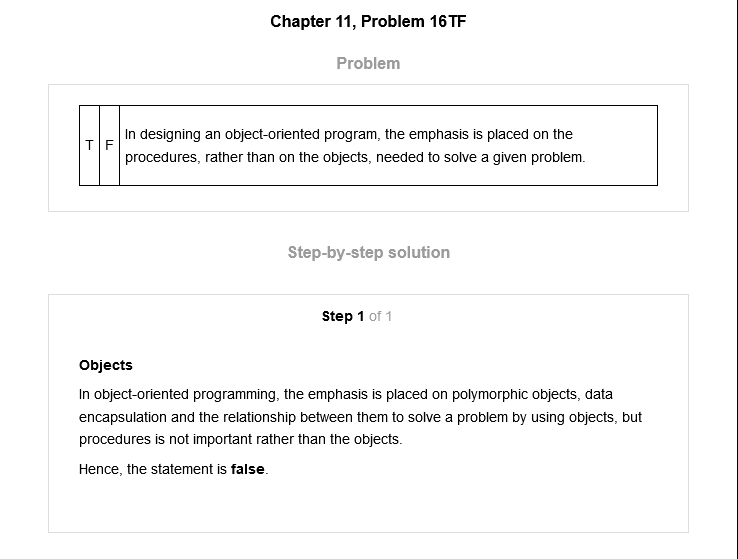 Chapter 11, Problem 16TF
Problem
T F In designing an object-oriented program, the emphasis is placed on the
procedures, rather than on the objects, needed to solve a given problem.
Step-by-step solution
Step 1 of 1
Objects
In object-oriented programming, the emphasis is placed on polymorphic objects, data
encapsulation and the relationship between them to solve a problem by using objects, but
procedures is not important rather than the objects.
Hence, the statement is false.